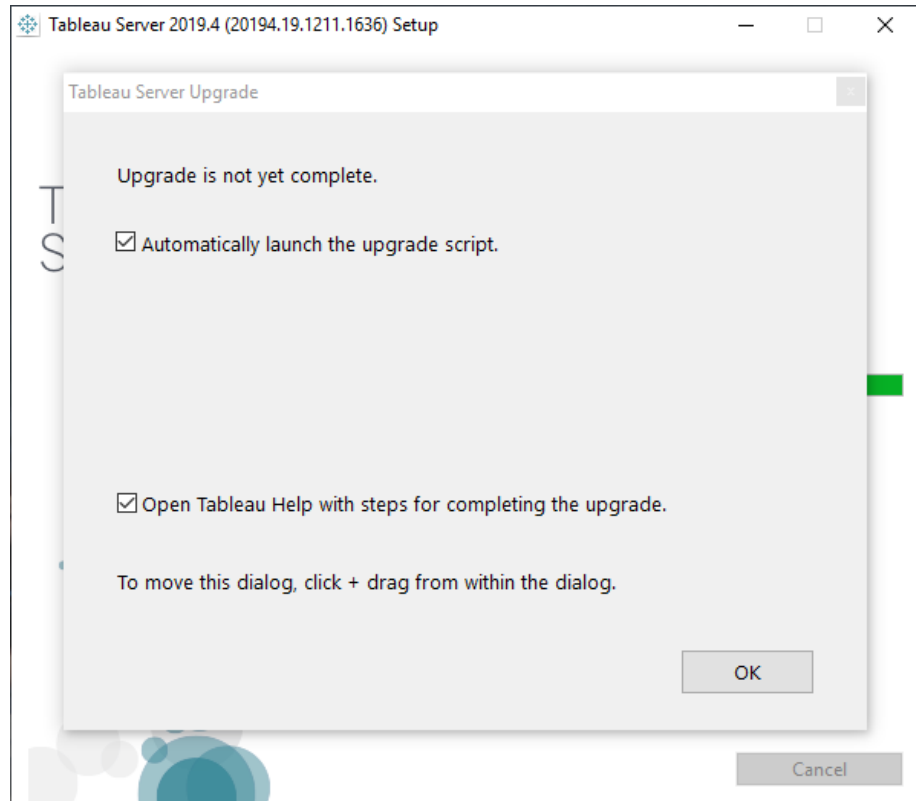 Tableau Server 2019.4 (20194.19.1211.1636) Setup
Tableau Server Upgrade
x
Upgrade is not yet complete.
T
S
Automatically launch the upgrade script.
Open Tableau Help with steps for completing the upgrade.
To move this dialog, click + drag from within the dialog.
OK
Cancel